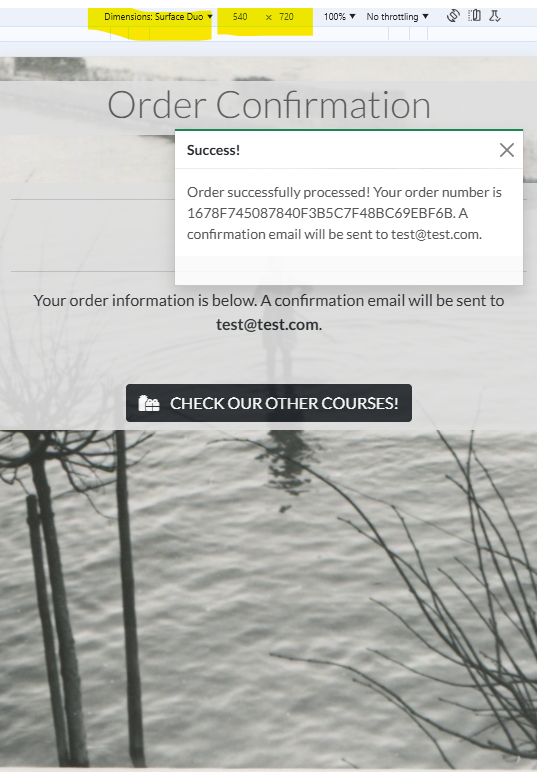 Dimensions: Surface Duo 540 x 720 100% No throttling
Order Confirmation
Success!
Order successfully processed! Your order number is
1678F745087840F3B5C7F48BC69EBF6B. A
confirmation email will be sent to test@test.com.
Your order information is below. A confirmation email will be sent to
test@test.com.
CHECK OUR OTHER COURSES!